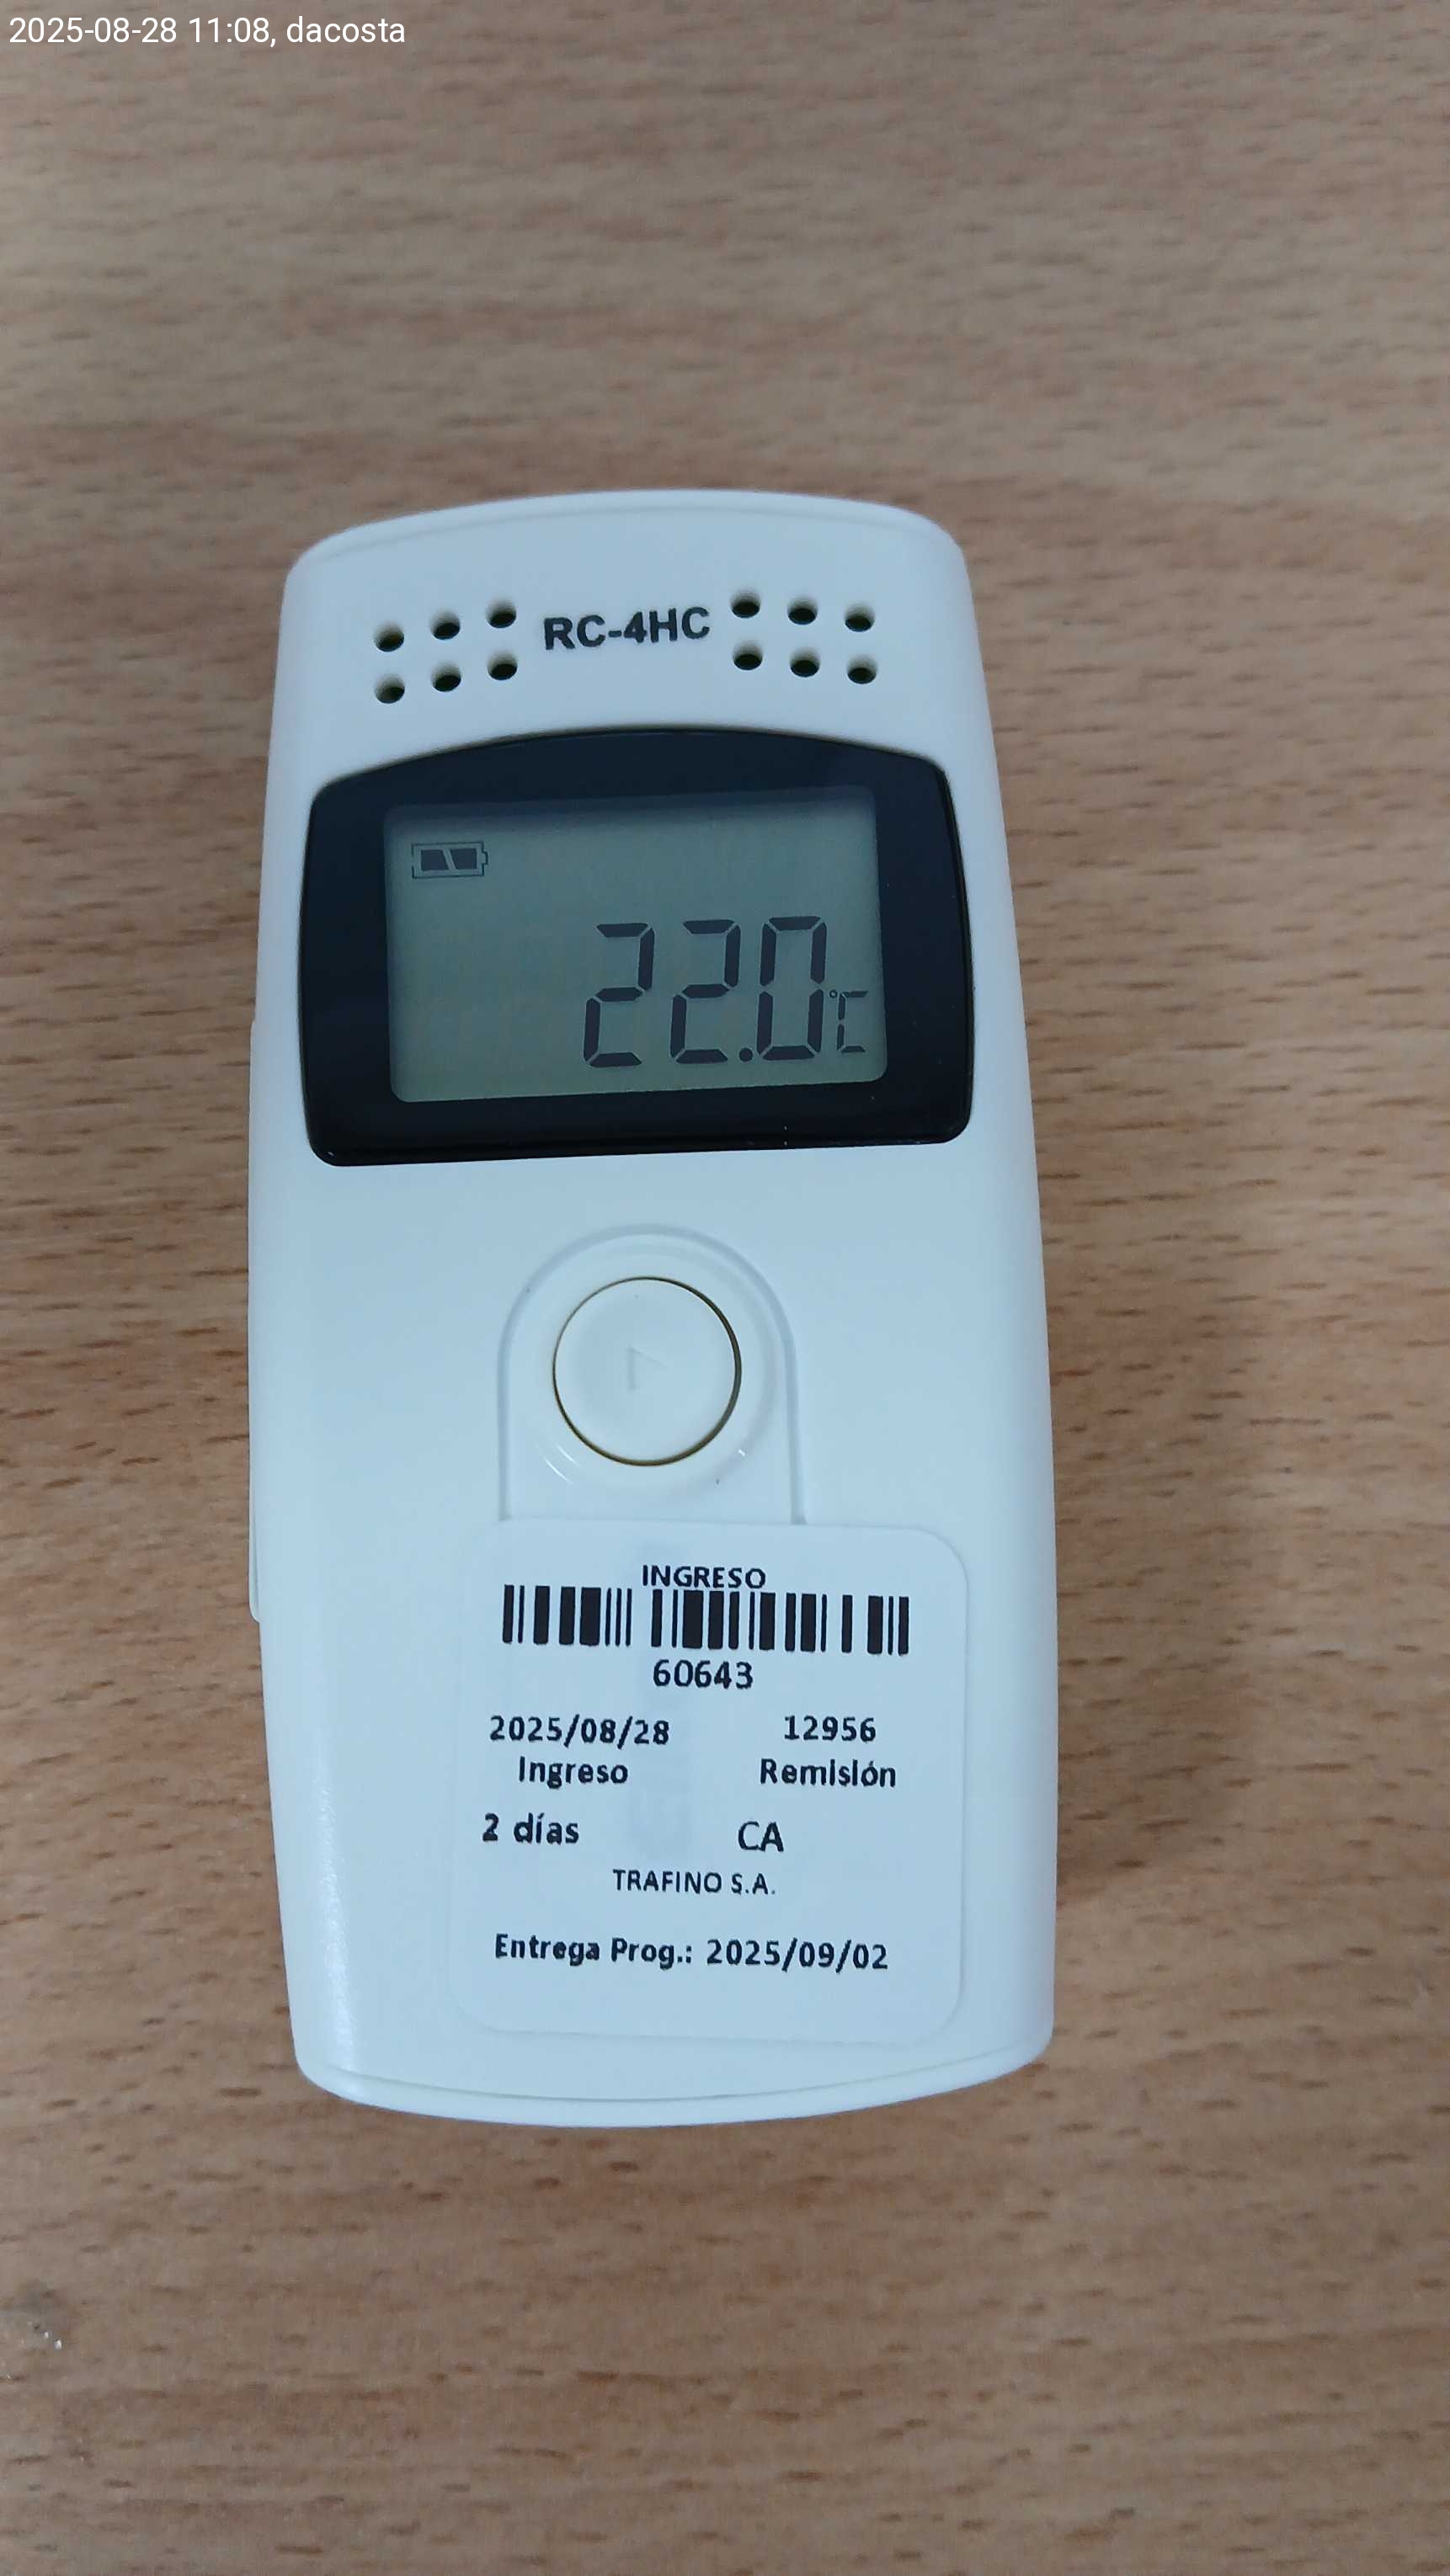 2025-08-28 11:08, dacosta
RC-4HC
22.0°C
INGRESO
60643
2025/08/28 12956
Ingreso Remisión
2 días CA
TRAFINO S.A.
Entrega Prog.: 2025/09/02